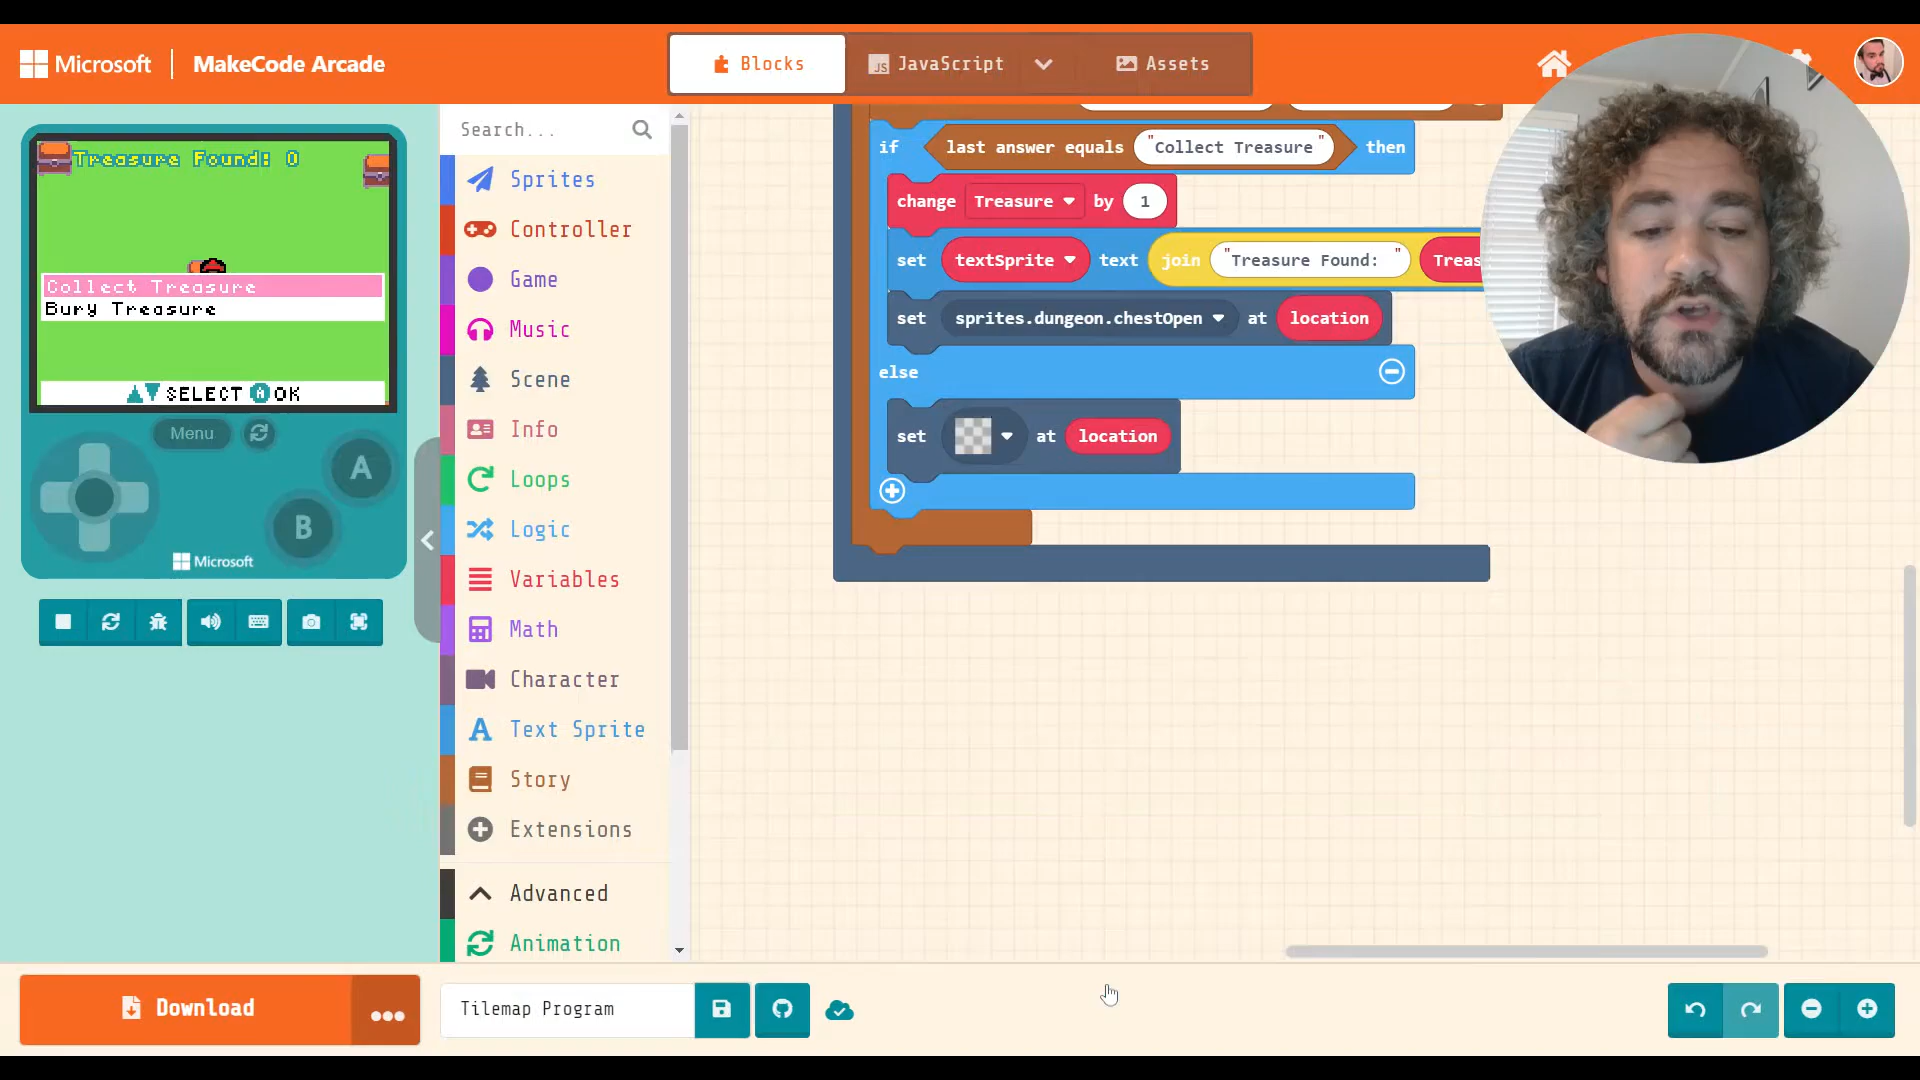 Microsoft
MakeCode Arcade
Blocks
JS
JavaScript
Assets
Treasure Found: 0
Collect Treasure
Bury Treasure
SELECT A OK
Menu
A
B
Microsoft
Search...
Sprites
Controller
Game
Music
Scene
Info
Loops
Logic
Variables
Math
Character
Text Sprite
Story
Extensions
Advanced
Animation
if last answer equals "Collect Treasure" then
change Treasure by 1
set textSprite text join "Treasure Found: "
set sprites.dungeon.chestOpen at location
else
set at location
Download
Tilemap Program